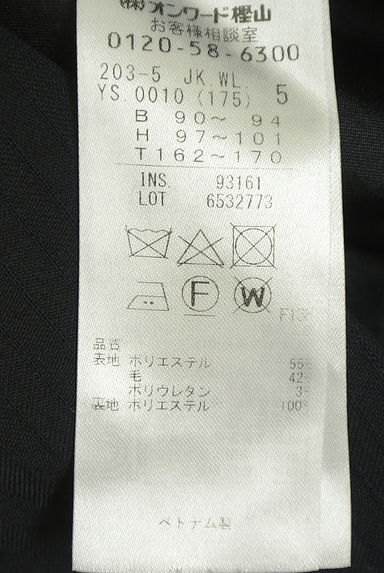 (株)オンワード樫山
お客様相談室
0120-58-6300
203-5 JK.WL.
YS.0010 (175) 5
B 90～ 94
H 97～101
T162～170
INS. 93161
LOT 6532773
F W
品質
表地 ポリエステル 55
毛 42
ポリウレタン 3
裏地 ポリエステル 100
ベトナム製